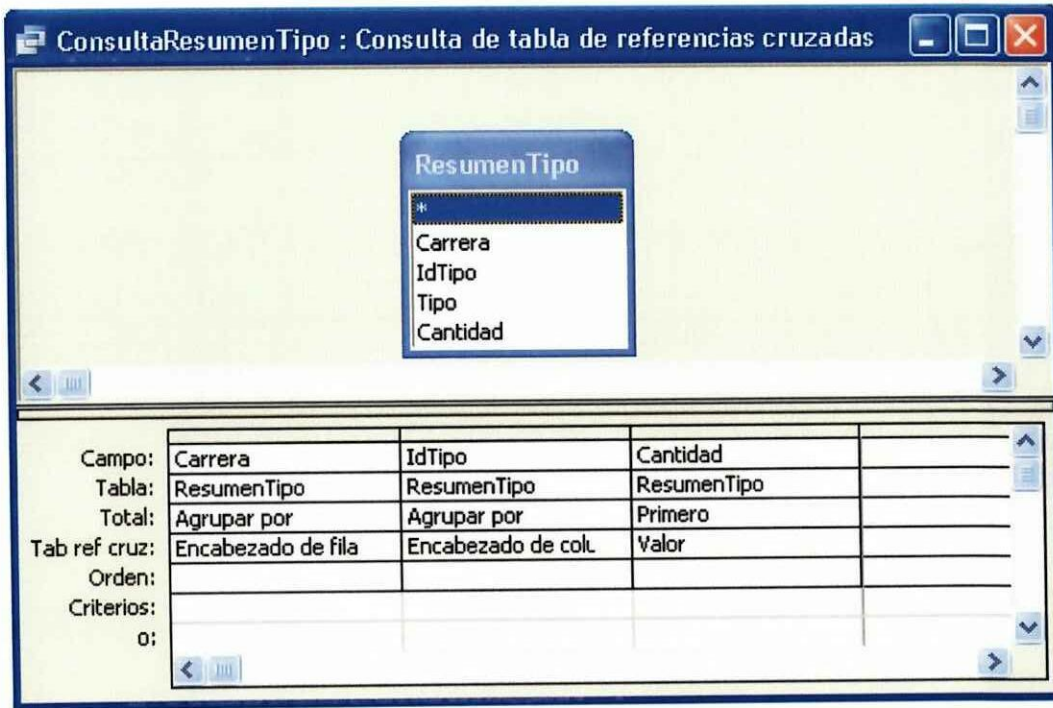 ConsultaResumenTipo : Consulta de tabla de referencias cruzadas
ResumenTipo
*
Carrera
IdTipo
Tipo
Cantidad
Campo: Carrera IdTipo Cantidad
Tabla: ResumenTipo ResumenTipo ResumenTipo
Total: Agrupar por Agrupar por Primero
Tab ref cruz: Encabezado de fila Encabezado de colu Valor
Orden:
Criterios:
o: